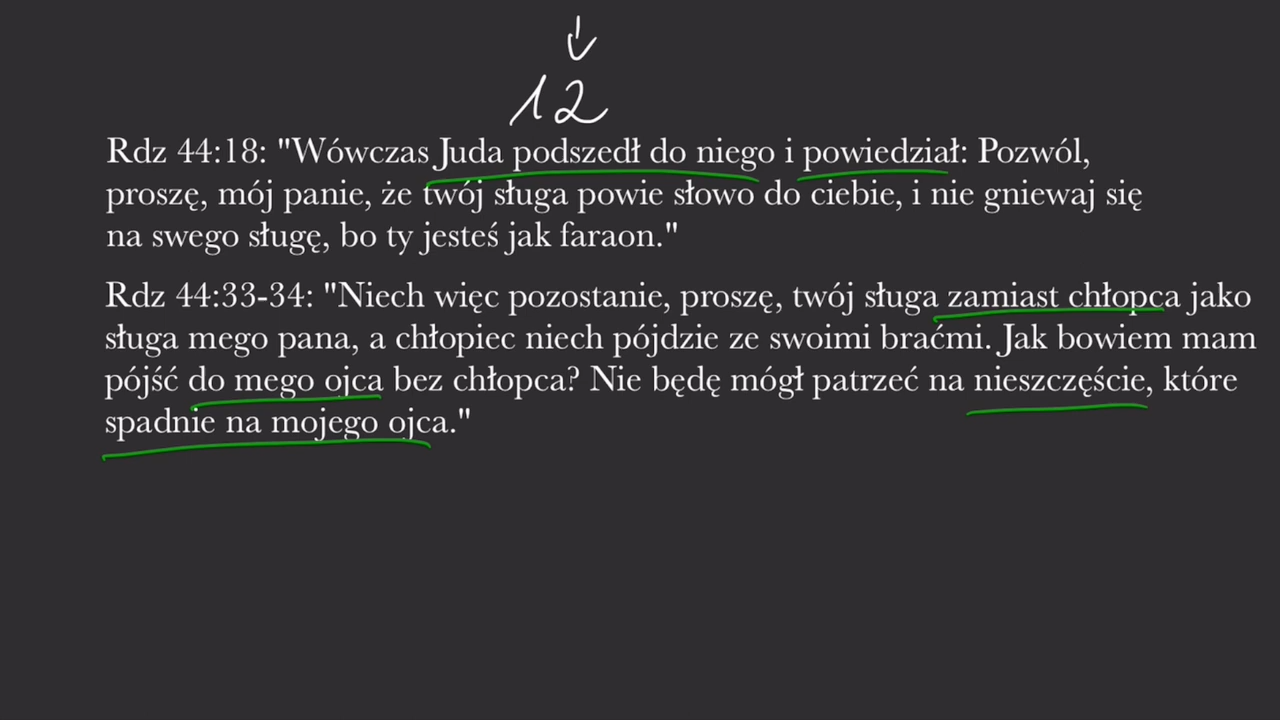 12
Rdz 44:18: "Wówczas Juda podszedł do niego i powiedział: Pozwól,
proszę, mój panie, że twój sługa powie słowo do ciebie, i nie gniewaj się
na swego sługę, bo ty jesteś jak faraon."
Rdz 44:33-34: "Niech więc pozostanie, proszę, twój sługa zamiast chłopca jako
sługa mego pana, a chłopiec niech pójdzie ze swoimi braćmi. Jak bowiem mam
pójść do mego ojca bez chłopca? Nie będę mógł patrzeć na nieszczęście, które
spadnie na mojego ojca."